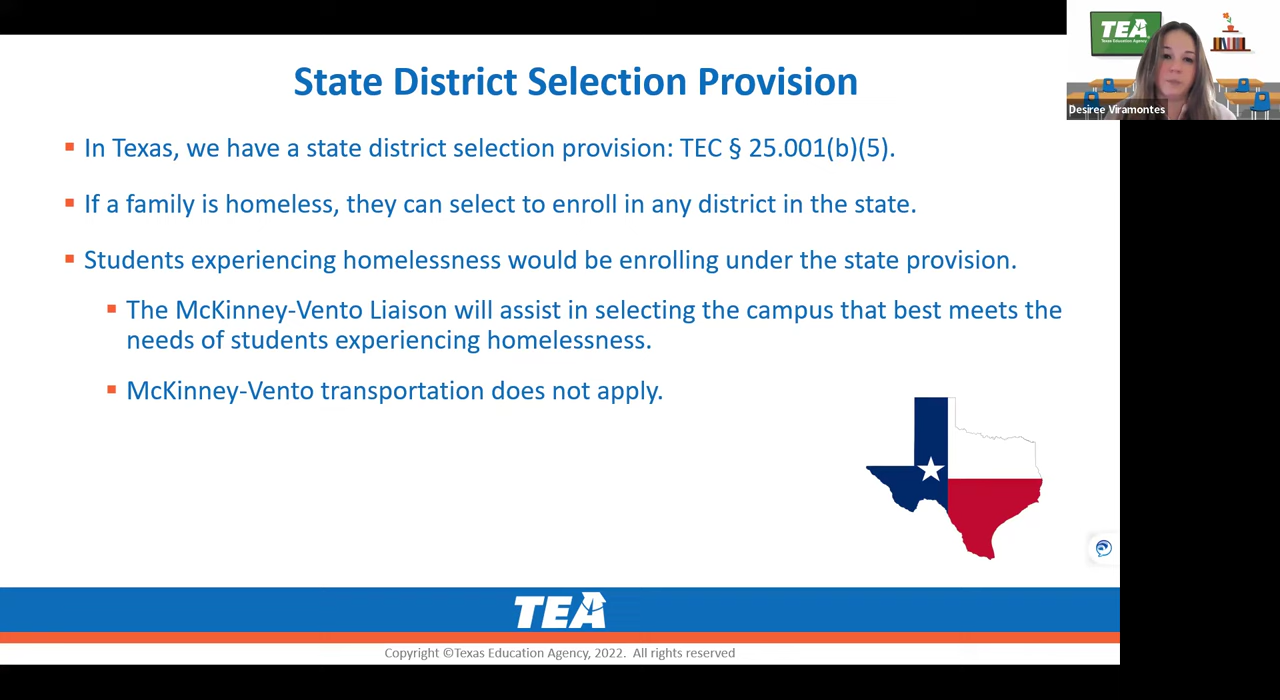 TEA
Texas Education Agency
Desiree Viramontes
State District Selection Provision
In Texas, we have a state district selection provision: TEC § 25.001(b)(5).
If a family is homeless, they can select to enroll in any district in the state.
Students experiencing homelessness would be enrolling under the state provision.
The McKinney-Vento Liaison will assist in selecting the campus that best meets the
needs of students experiencing homelessness.
McKinney-Vento transportation does not apply.
TEA
Copyright ©Texas Education Agency, 2022. All rights reserved